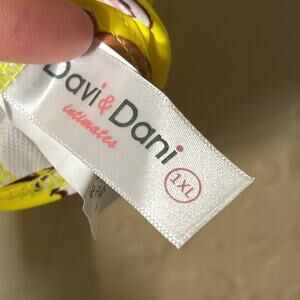 Davi & Dani
intimates
1XL